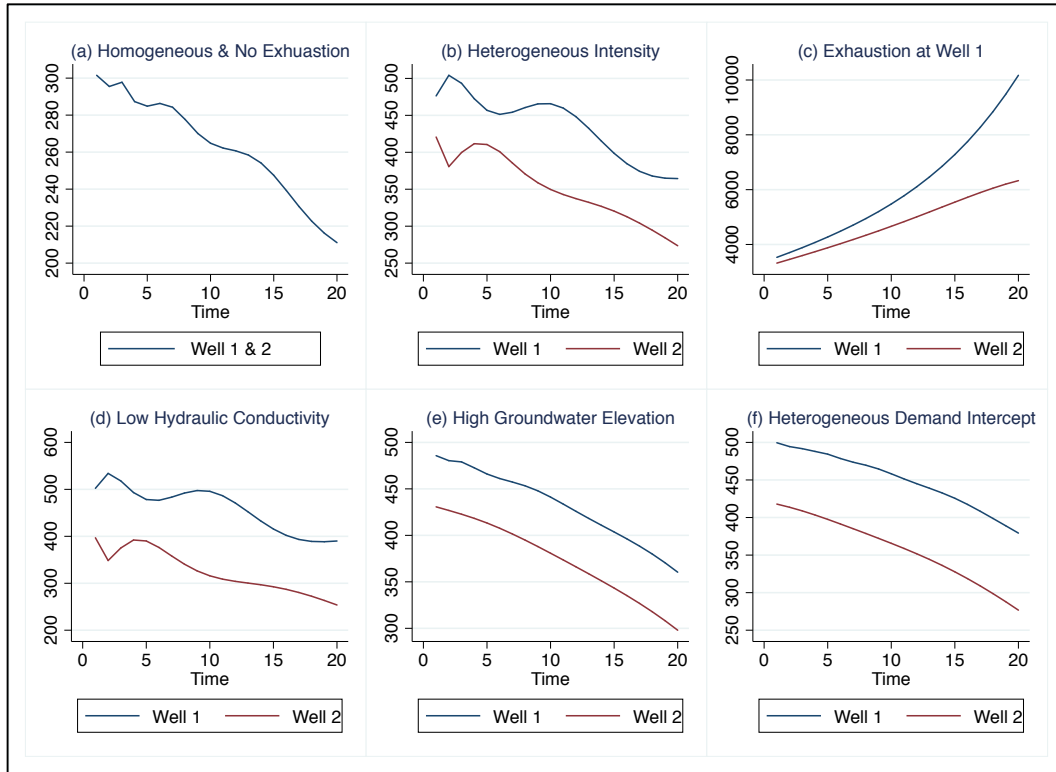 (a) Homogeneous & No Exhuastion
300
280
260
240
220
200
0 5 10 15 20
Time
Well 1 & 2
(b) Heterogeneous Intensity
500
450
400
350
300
250
0 5 10 15 20
Time
Well 1 Well 2
(c) Exhaustion at Well 1
10000
8000
6000
4000
0 5 10 15 20
Time
Well 1 Well 2
(d) Low Hydraulic Conductivity
600
500
400
300
200
0 5 10 15 20
Time
Well 1 Well 2
(e) High Groundwater Elevation
500
450
400
350
300
0 5 10 15 20
Time
Well 1 Well 2
(f) Heterogeneous Demand Intercept
500
450
400
350
300
250
0 5 10 15 20
Time
Well 1 Well 2